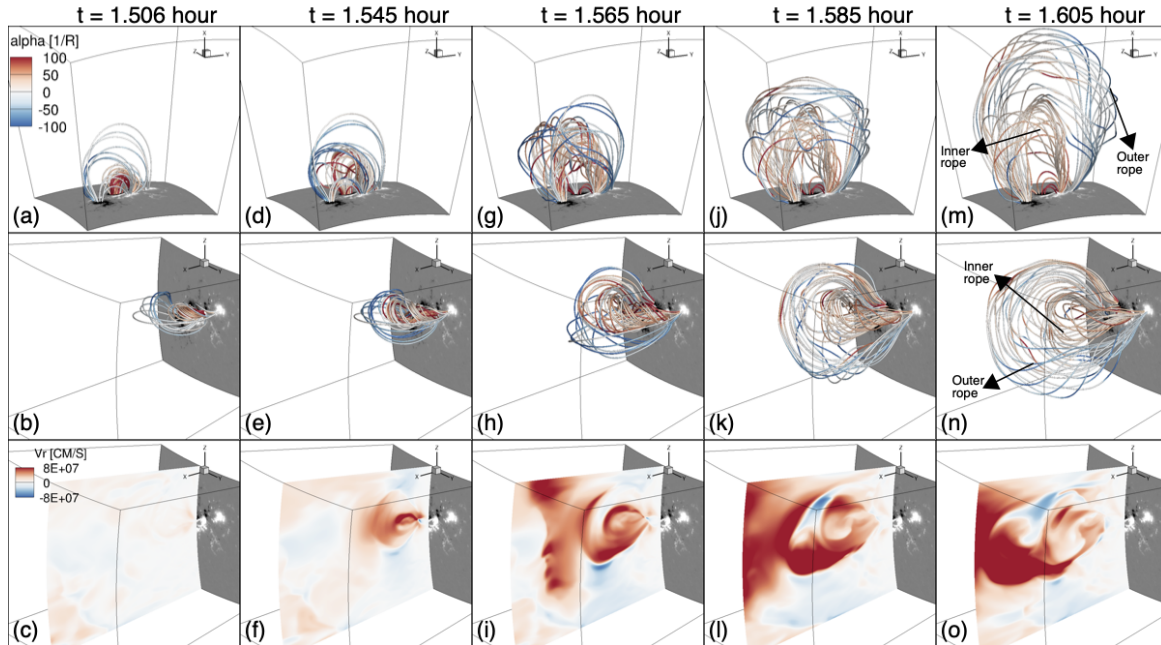 t = 1.506 hour
t = 1.545 hour
t = 1.565 hour
t = 1.585 hour
t = 1.605 hour
alpha [1/R]
100
50
0
-50
-100
X
Z
Y
X
Z
Y
X
Z
Y
X
Z
Y
X
Z
Y
Inner
rope
Outer
rope
(a)
(d)
(g)
(j)
(m)
Z
X
Y
Z
X
Y
Z
X
Y
Z
X
Y
Z
X
Y
Inner
rope
Outer
rope
(b)
(e)
(h)
(k)
(n)
Vr [CM/S]
8E+07
0
-8E+07
Z
X
Y
Z
X
Y
Z
X
Y
Z
X
Y
Z
X
Y
(c)
(f)
(i)
(l)
(o)